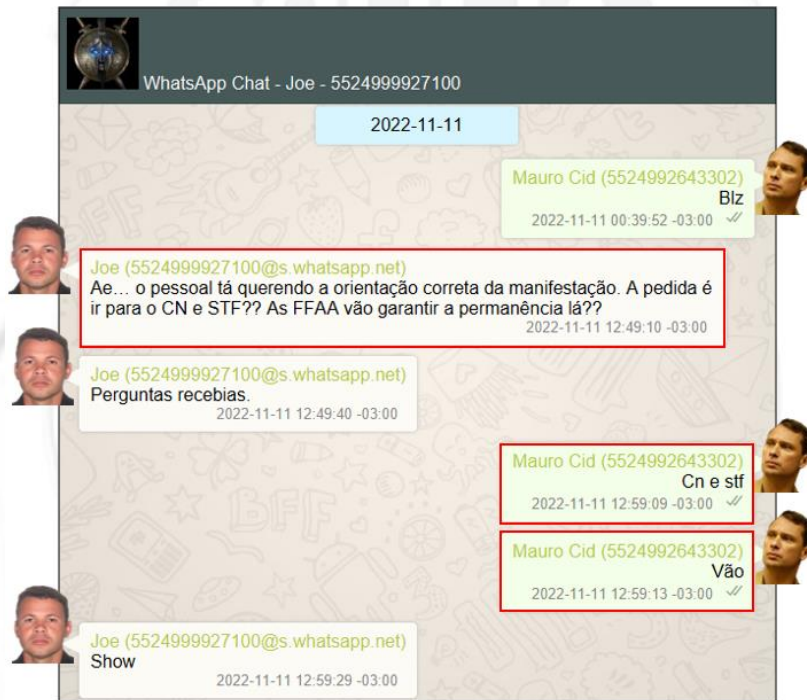 WhatsApp Chat - Joe - 5524999927100
2022-11-11
Mauro Cid (5524992643302)
Blz
2022-11-11 00:39:52 -03:00
Joe (5524999927100@s.whatsapp.net)
Ae... o pessoal tá querendo a orientação correta da manifestação. A pedida é
ir para o CN e STF?? As FFAA vão garantir a permanência lá??
2022-11-11 12:49:10 -03:00
Joe (5524999927100@s.whatsapp.net)
Perguntas recebias.
2022-11-11 12:49:40 -03:00
Mauro Cid (5524992643302)
Cn e stf
2022-11-11 12:59:09 -03:00
Mauro Cid (5524992643302)
Vão
2022-11-11 12:59:13 -03:00
Joe (5524999927100@s.whatsapp.net)
Show
2022-11-11 12:59:29 -03:00